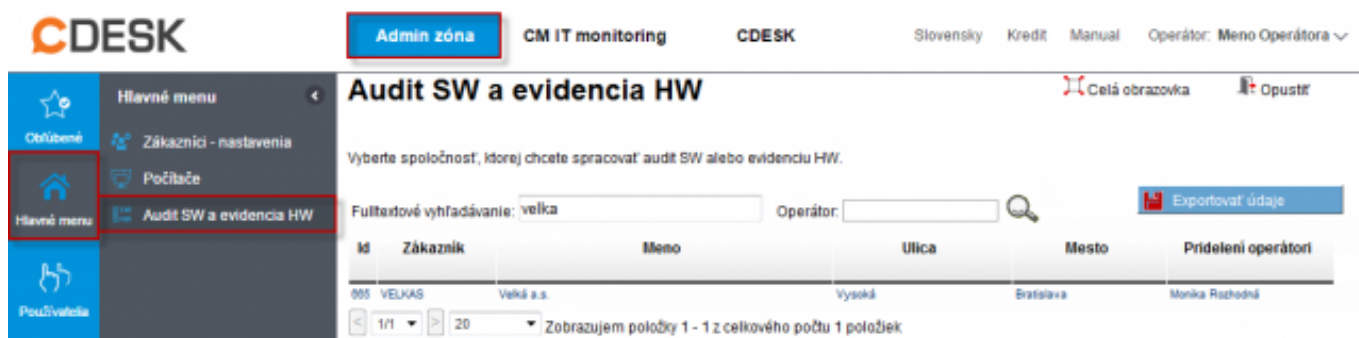 CDESK
Admin zóna CM IT monitoring CDESK Slovensky Kredit Manual Operátor: Meno Operátora
Obľúbené
Hlavné menu
Používatelia
Hlavné menu
Zákazníci - nastavenia
Počítače
Audit SW a evidencia HW
Audit SW a evidencia HW
Celá obrazovka Opustiť
Vyberte spoločnosť, ktorej chcete spracovať audit SW alebo evidenciu HW.
Fulltextové vyhľadávanie: velka Operátor: Exportovať údaje
Id Zákazník Meno Ulica Mesto Pridelení operátori
665 VELKAS Velká a.s. Vysoká Bratislava Monika Rozhodná
< 1/1 > 20 Zobrazujem položky 1 - 1 z celkového počtu 1 položiek